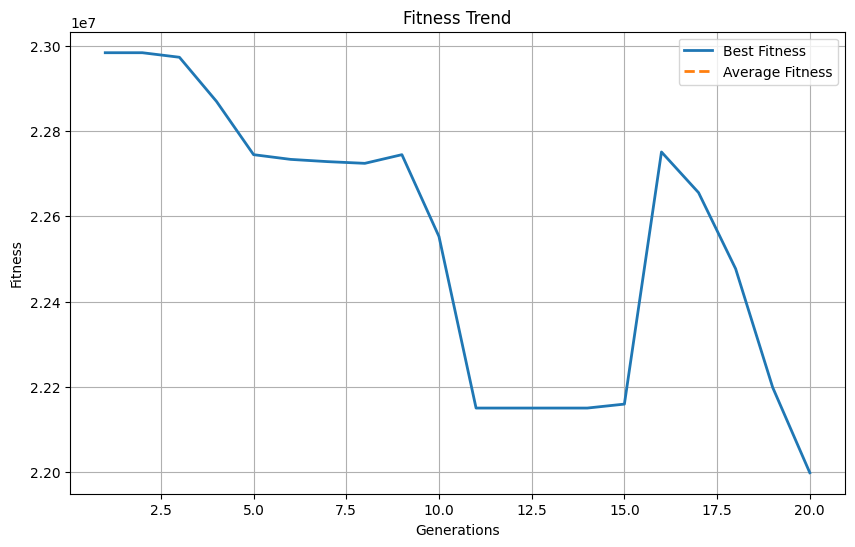 Fitness Trend
1e7
2.30
2.28
2.26
2.24
2.22
2.20
Fitness
Best Fitness
Average Fitness
2.5
5.0
7.5
10.0
12.5
15.0
17.5
20.0
Generations